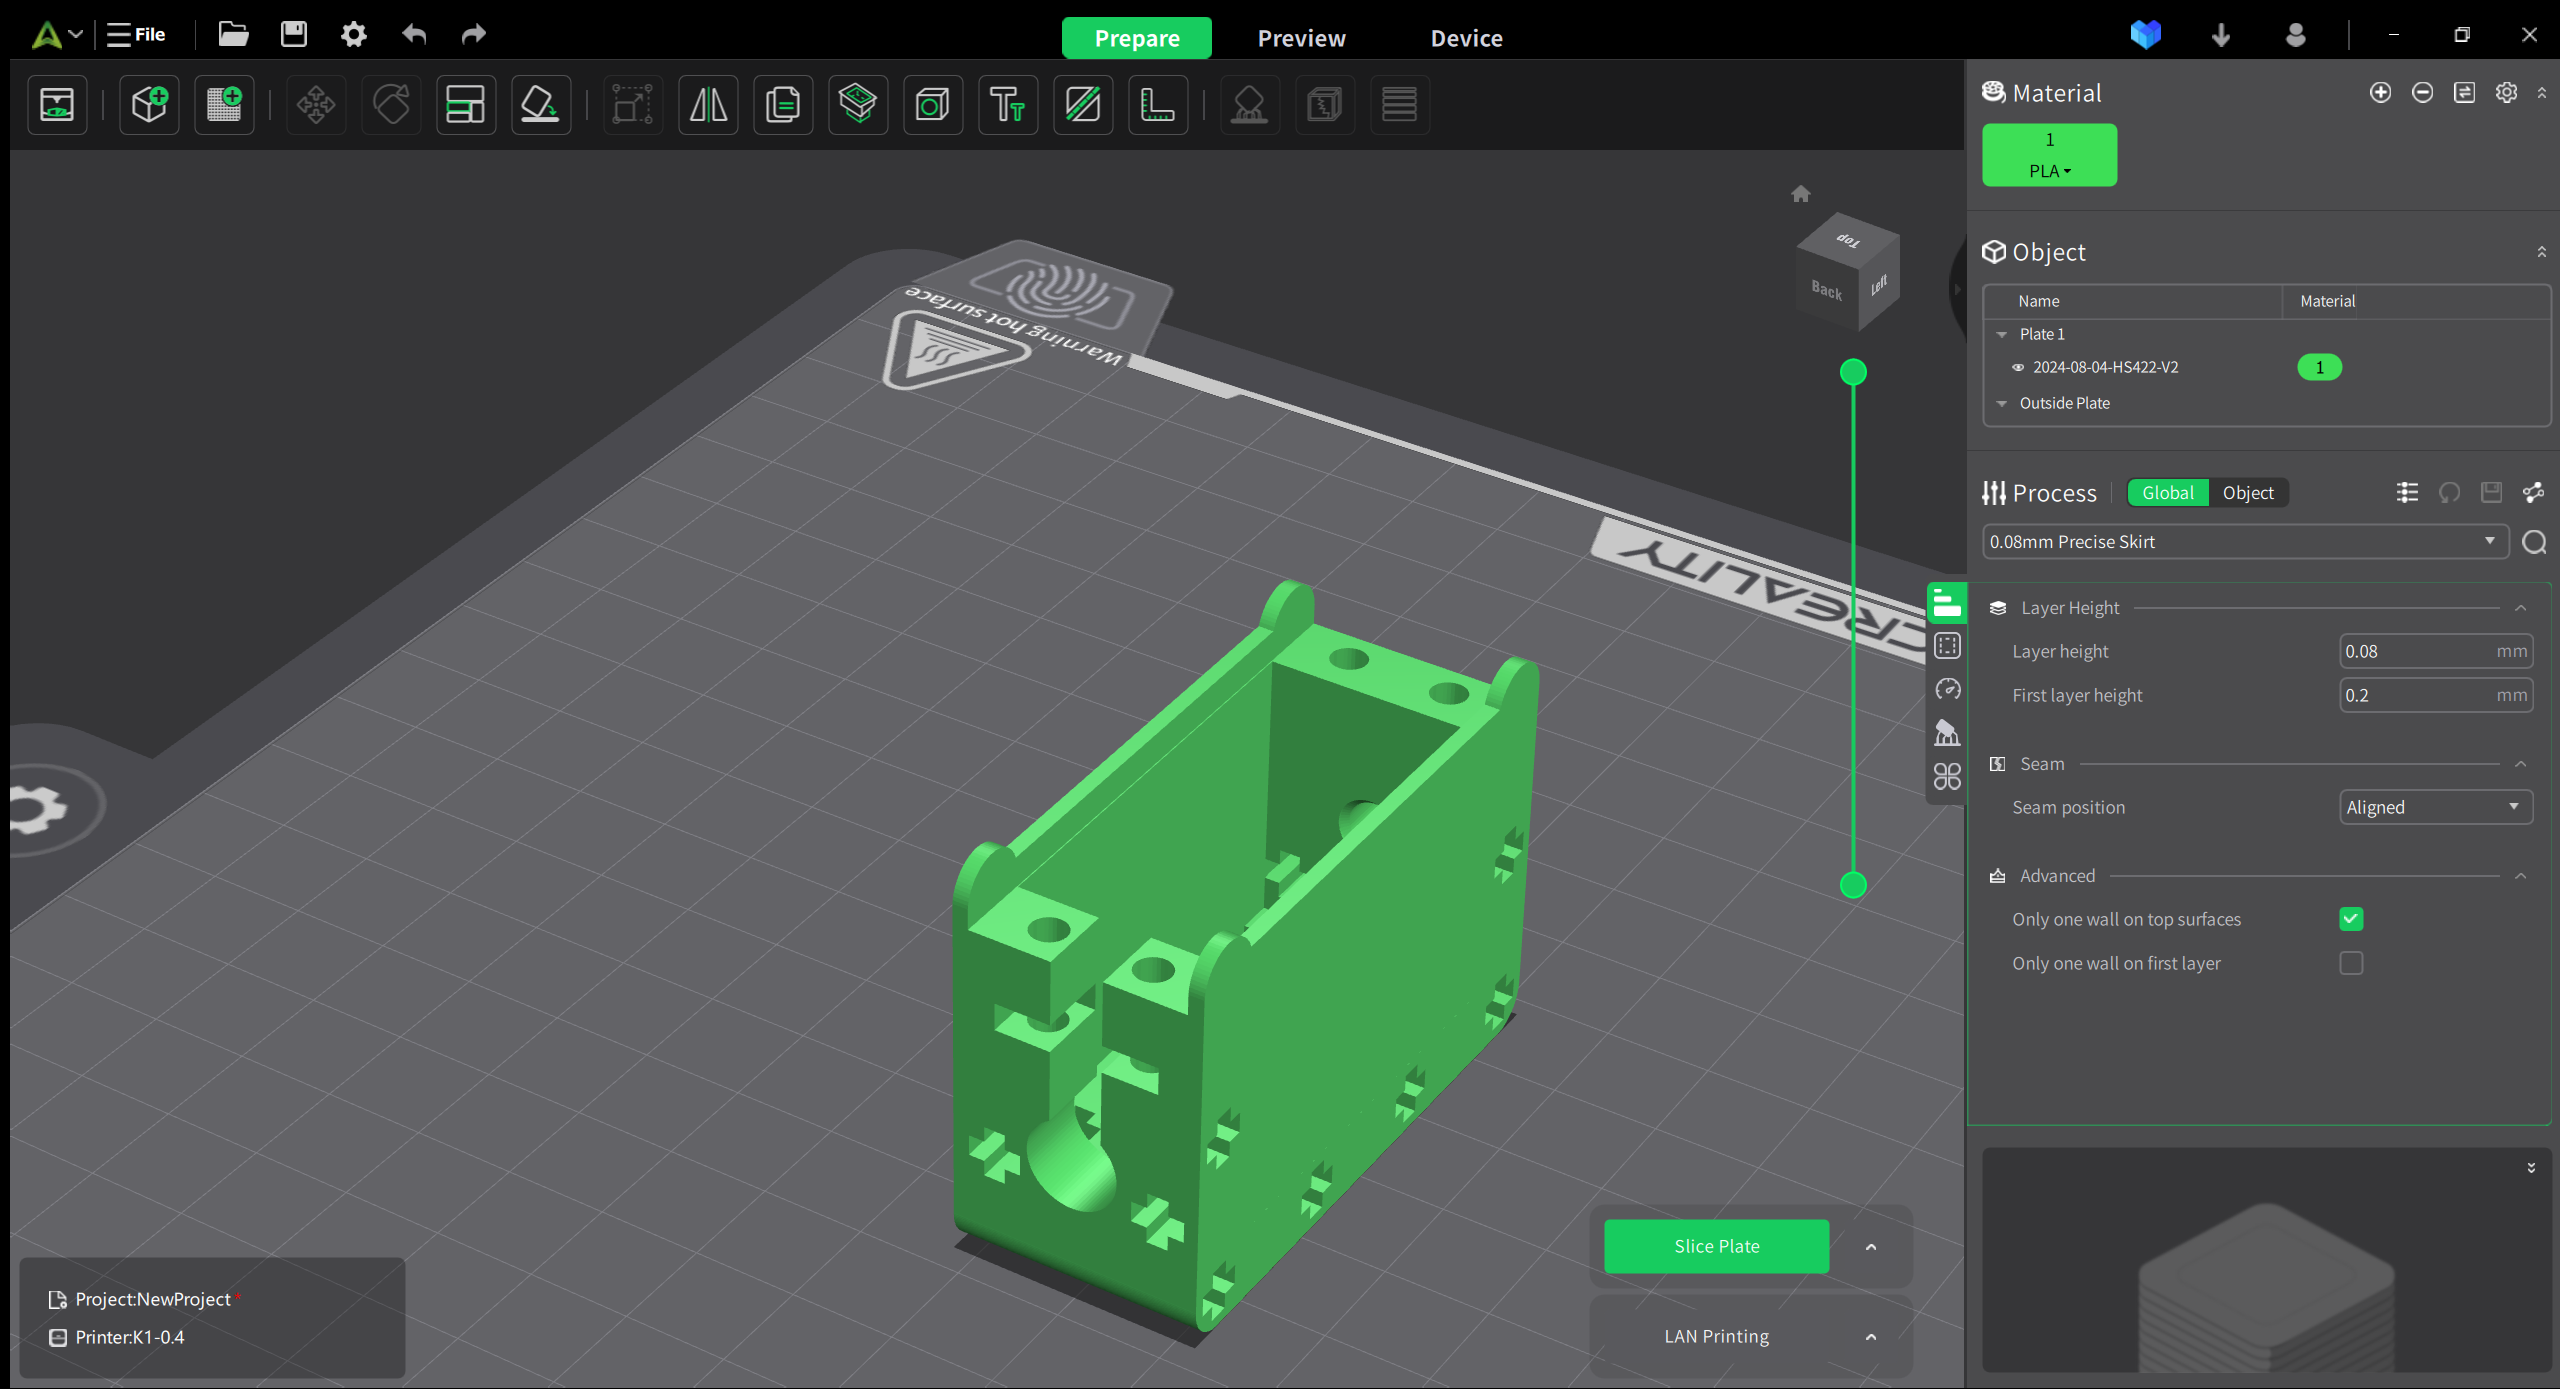 File
Prepare
Preview
Device
Material
1
PLA
Top
Back
Left
Warning hot surface
CREALITY
Object
Name
Material
Plate 1
2024-08-04-HS422-V2
1
Outside Plate
Process
Global
Object
0.08mm Precise Skirt
Layer Height
Layer height
0.08
mm
First layer height
0.2
mm
Seam
Seam position
Aligned
Advanced
Only one wall on top surfaces
Only one wall on first layer
Slice Plate
LAN Printing
Project:NewProject*
Printer:K1-0.4